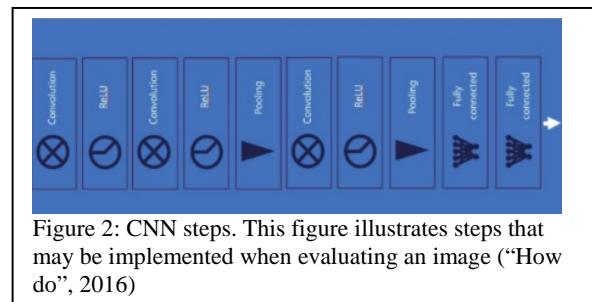 Convolution
ReLU
Convolution
ReLU
Pooling
Convolution
ReLU
Pooling
Fully
connected
Fully
connected
Figure 2: CNN steps. This figure illustrates steps that
may be implemented when evaluating an image (“How
do”, 2016)